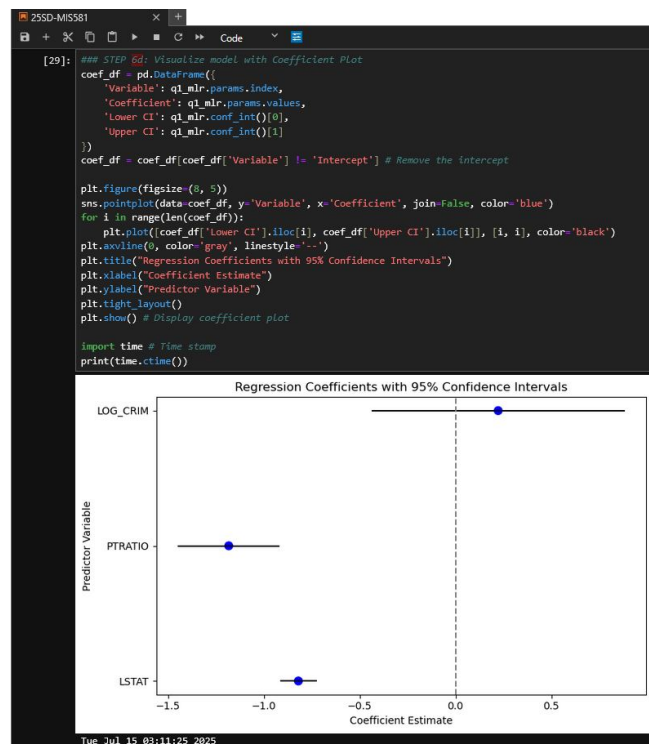 25SD-MIS581
Code
[29]:
### STEP 6d: Visualize model with Coefficient Plot
coef_df = pd.DataFrame({
'Variable': q1_mlr.params.index,
'Coefficient': q1_mlr.params.values,
'Lower CI': q1_mlr.conf_int()[0],
'Upper CI': q1_mlr.conf_int()[1]
})
coef_df = coef_df[coef_df['Variable'] != 'Intercept'] # Remove the intercept
plt.figure(figsize=(8, 5))
sns.pointplot(data=coef_df, y='Variable', x='Coefficient', join=False, color='blue')
for i in range(len(coef_df)):
plt.plot([coef_df['Lower CI'].iloc[i], coef_df['Upper CI'].iloc[i]], [i, i], color='black')
plt.axvline(0, color='gray', linestyle='--')
plt.title("Regression Coefficients with 95% Confidence Intervals")
plt.xlabel("Coefficient Estimate")
plt.ylabel("Predictor Variable")
plt.tight_layout()
plt.show() # Display coefficient plot
import time # Time stamp
print(time.ctime())
Regression Coefficients with 95% Confidence Intervals
LOG_CRIM
PTRATIO
LSTAT
Predictor Variable
−1.5 −1.0 −0.5 0.0 0.5
Coefficient Estimate
Tue Jul 15 03:11:25 2025